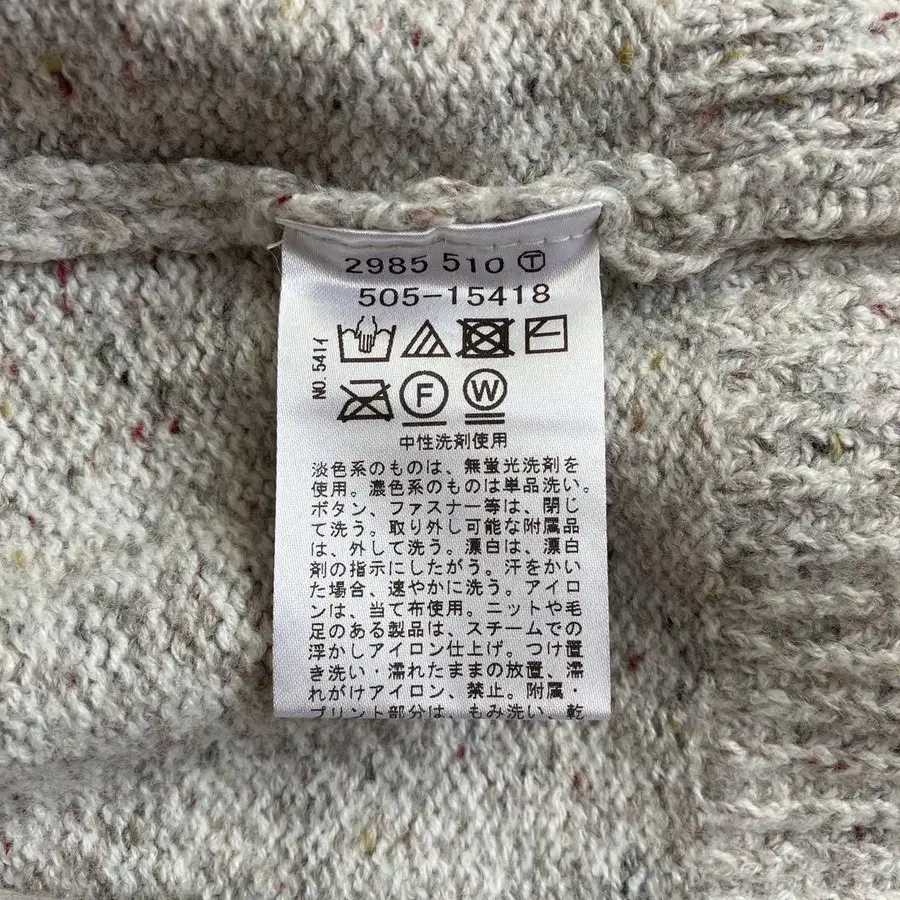 2985 510 Ⓣ
505-15418
NO. 541イ
F W
中性洗剤使用
淡色系のものは、無蛍光洗剤を
使用。濃色系のものは単品洗い。
ボタン、ファスナー等は、閉じ
て洗う。取り外し可能な附属品
は、外して洗う。漂白は、漂白
剤の指示にしたがう。汗をかい
た場合、速やかに洗う。アイロ
ンは、当て布使用。ニットや毛
足のある製品は、スチームでの
浮かしアイロン仕上げ。つけ置
き洗い・濡れたままの放置、濡
れがけアイロン、禁止。附属・
プリント部分は、もみ洗い、乾